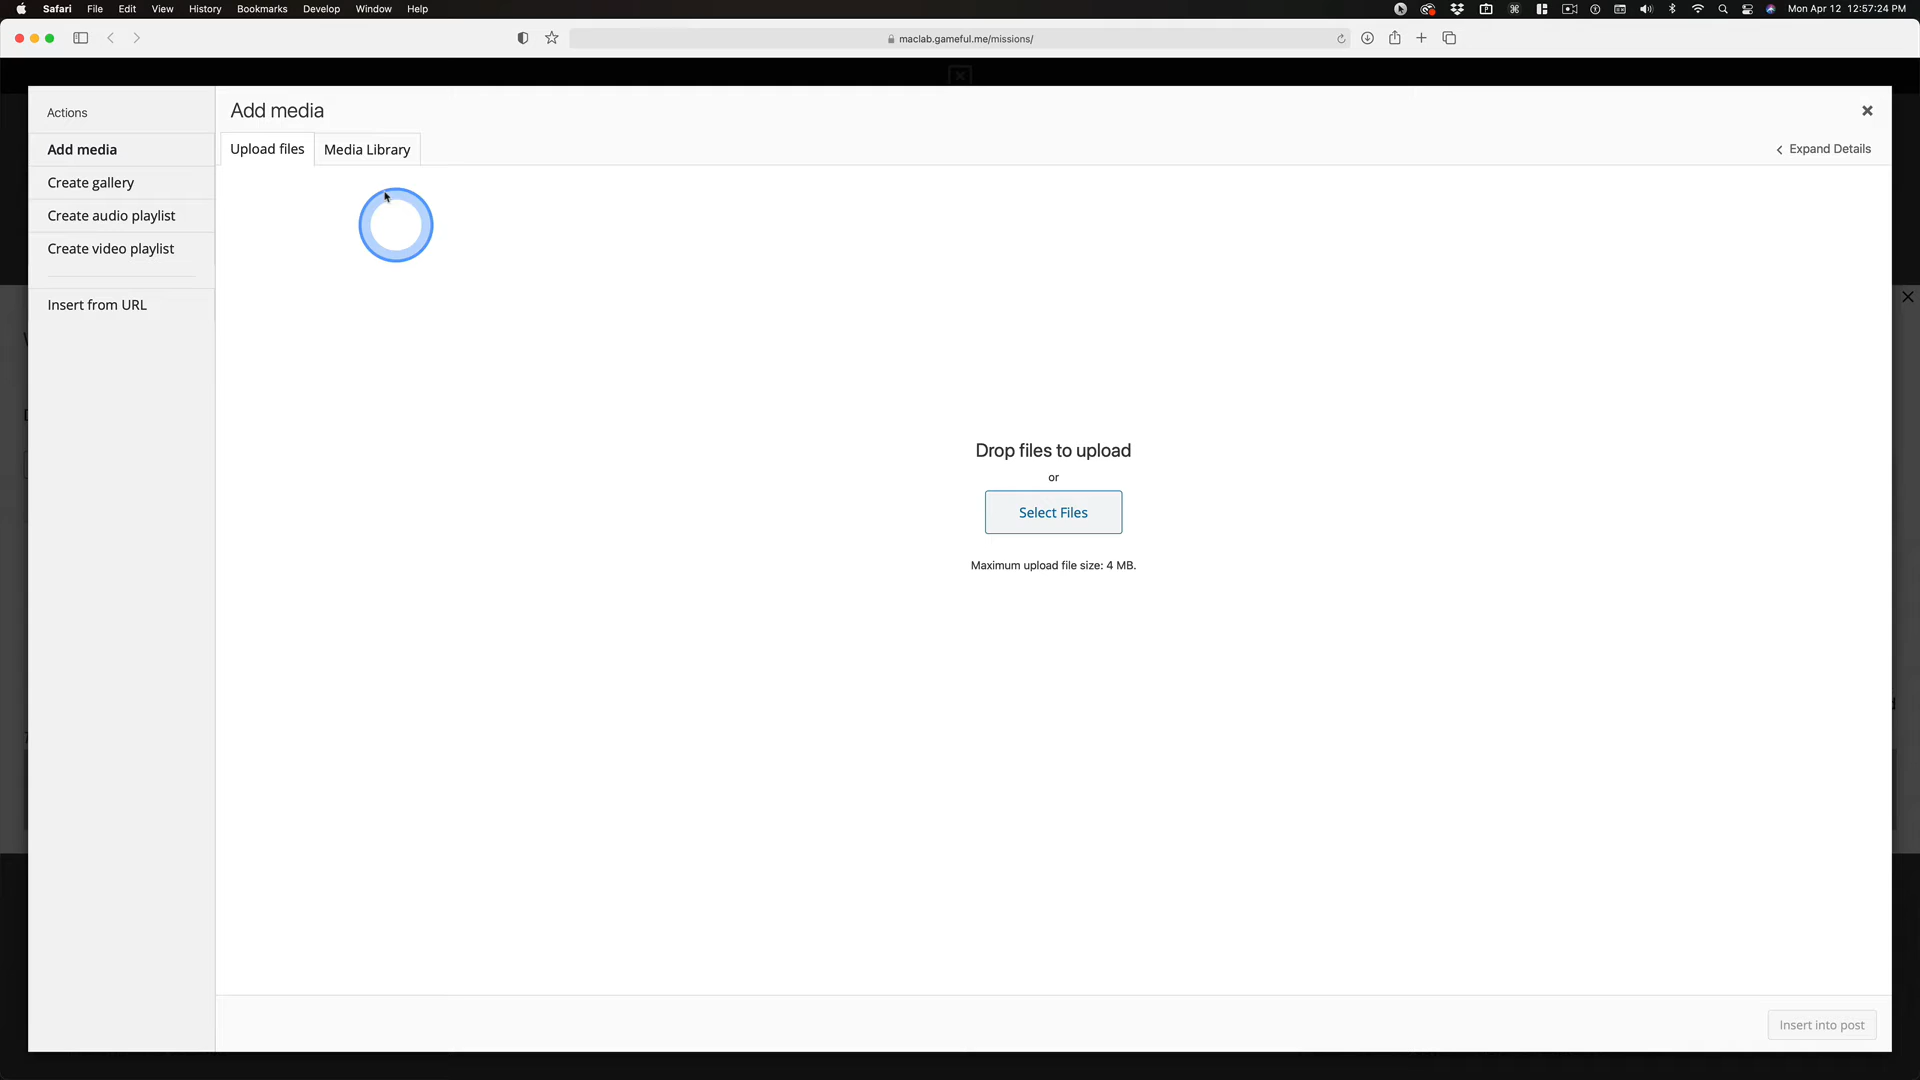 Safari File Edit View History Bookmarks Develop Window Help Mon Apr 12 12:57:24 PM
maclab.gameful.me/missions/
Actions
Add media
Create gallery
Create audio playlist
Create video playlist
Insert from URL
Add media
Upload files Media Library
Expand Details
Drop files to upload
or
Select Files
Maximum upload file size: 4 MB.
Insert into post